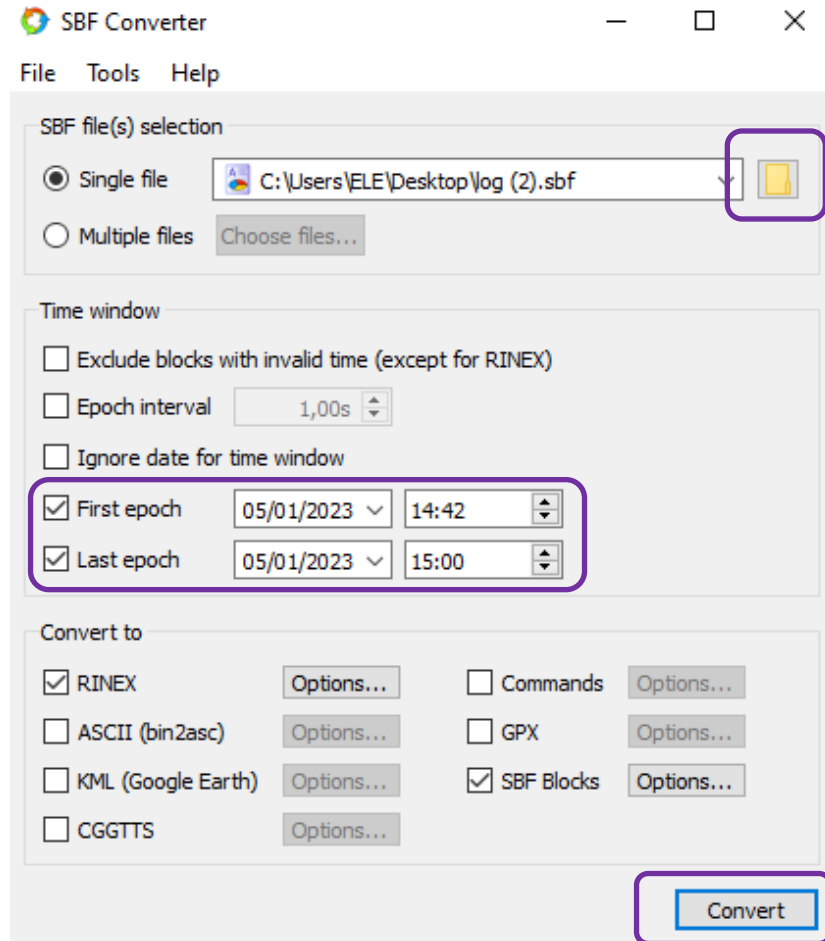 SBF Converter
File Tools Help
SBF file(s) selection
Single file C:\Users\ELE\Desktop\log (2).sbf
Multiple files Choose files...
Time window
Exclude blocks with invalid time (except for RINEX)
Epoch interval 1,00s
Ignore date for time window
First epoch 05/01/2023 14:42
Last epoch 05/01/2023 15:00
Convert to
RINEX Options... Commands Options...
ASCII (bin2asc) Options... GPX Options...
KML (Google Earth) Options... SBF Blocks Options...
CGGTTS Options...
Convert